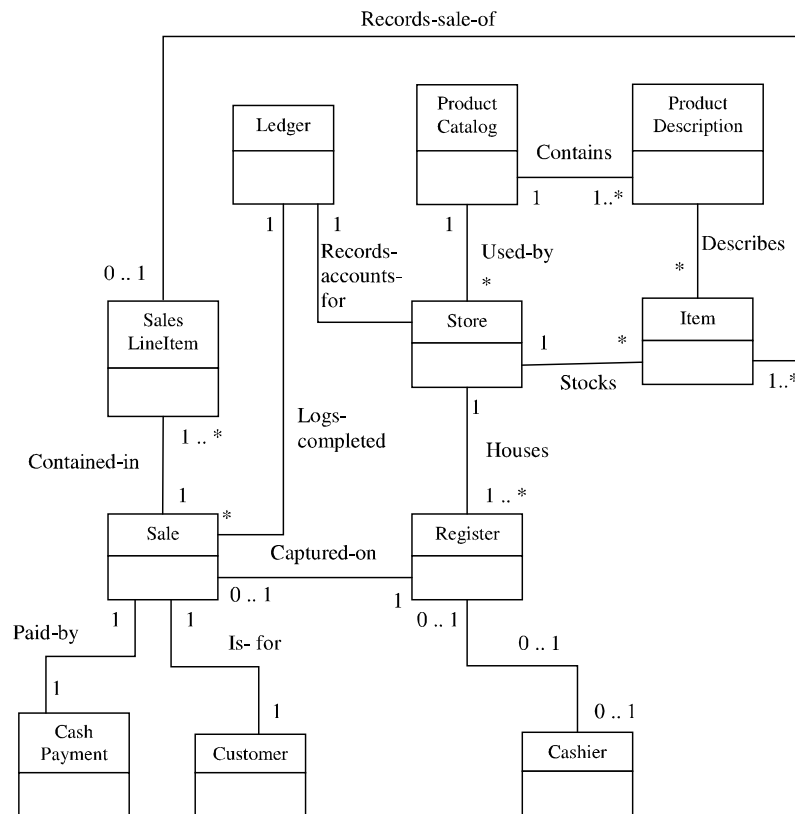 Records-sale-of
Product
Catalog
Product
Description
Ledger
Contains
1
1..*
1
1
1
Describes
Records-
accounts-
for
Used-by
*
*
0 .. 1
Sales
LineItem
Store
Item
1
*
Stocks
1..*
1
1 .. *
Logs-
completed
Contained-in
Houses
1
*
1 .. *
Sale
Register
Captured-on
0 .. 1
1
1
1
0 .. 1
Paid-by
Is- for
0 .. 1
1
1
0 .. 1
Cash
Payment
Customer
Cashier